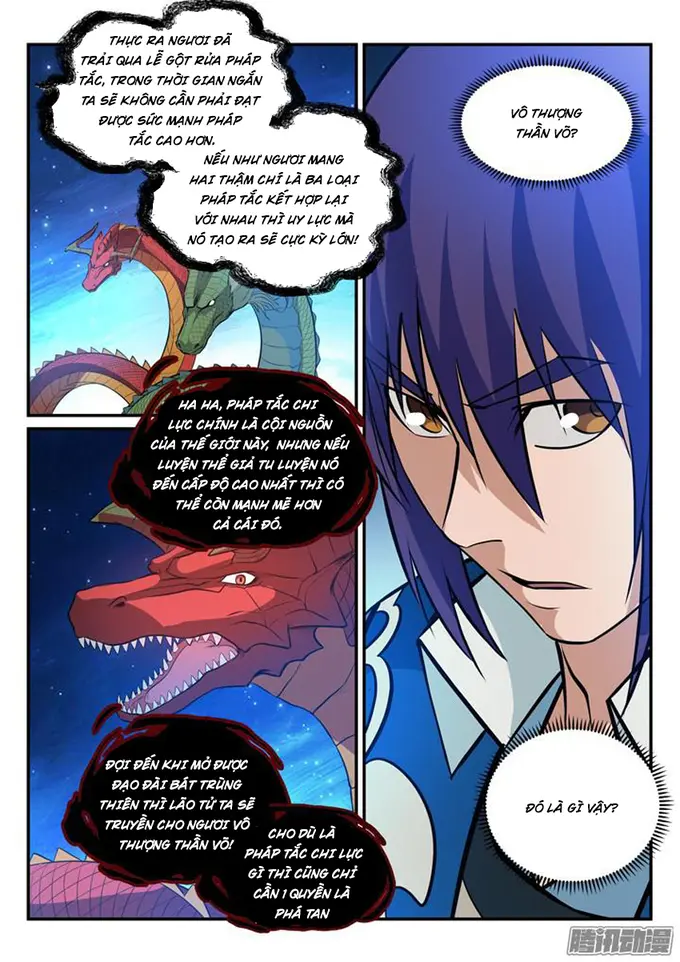 THỰC RA NGƯƠI ĐÃ
TRẢI QUA LỄ GỘT RỬA PHÁP
TẮC, TRONG THỜI GIAN NGẮN
TA SẼ KHÔNG CẦN PHẢI ĐẠT
ĐƯỢC SỨC MẠNH PHÁP
TẮC CAO HƠN.
NẾU NHƯ NGƯƠI MANG
HAI THẬM CHÍ LÀ BA LOẠI
PHÁP TẮC KẾT HỢP LẠI
VỚI NHAU THÌ UY LỰC MÀ
NÓ TẠO RA SẼ CỰC KỲ LỚN!
HA HA, PHÁP TẮC CHI
LỰC CHÍNH LÀ CỘI NGUỒN
CỦA THẾ GIỚI NÀY, NHƯNG NẾU
LUYỆN THỂ GIẢ TU LUYỆN NÓ
ĐẾN CẤP ĐỘ CAO NHẤT THÌ CÓ
THỂ CÒN MẠNH MẼ HƠN
CẢ CÁI ĐÓ.
ĐỢI ĐẾN KHI MỞ ĐƯỢC
ĐẠO ĐÀI BÁT TRÙNG
THIÊN THÌ LÃO TỬ TA SẼ
TRUYỀN CHO NGƯƠI VÔ
THƯỢNG THẦN VÕ!
CHO DÙ LÀ
PHÁP TẮC CHI LỰC
GÌ THÌ CŨNG CHỈ
CẦN 1 QUYỀN LÀ
PHÁ TAN
VÔ THƯỢNG
THẦN VÕ?
ĐÓ LÀ GÌ VẬY?
腾讯动漫